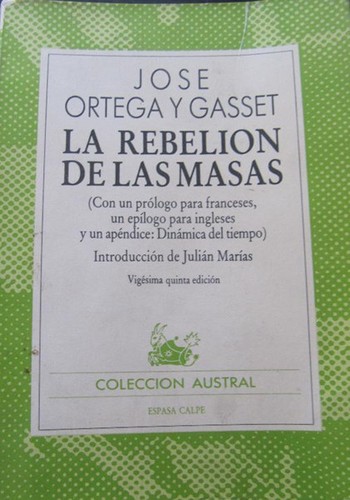 JOSE
ORTEGA Y GASSET
LA REBELION
DE LAS MASAS
(Con un prólogo para franceses,
un epílogo para ingleses
y un apéndice: Dinámica del tiempo)
Introducción de Julián Marías
Vigésima quinta edición
COLECCION AUSTRAL
ESPASA CALPE